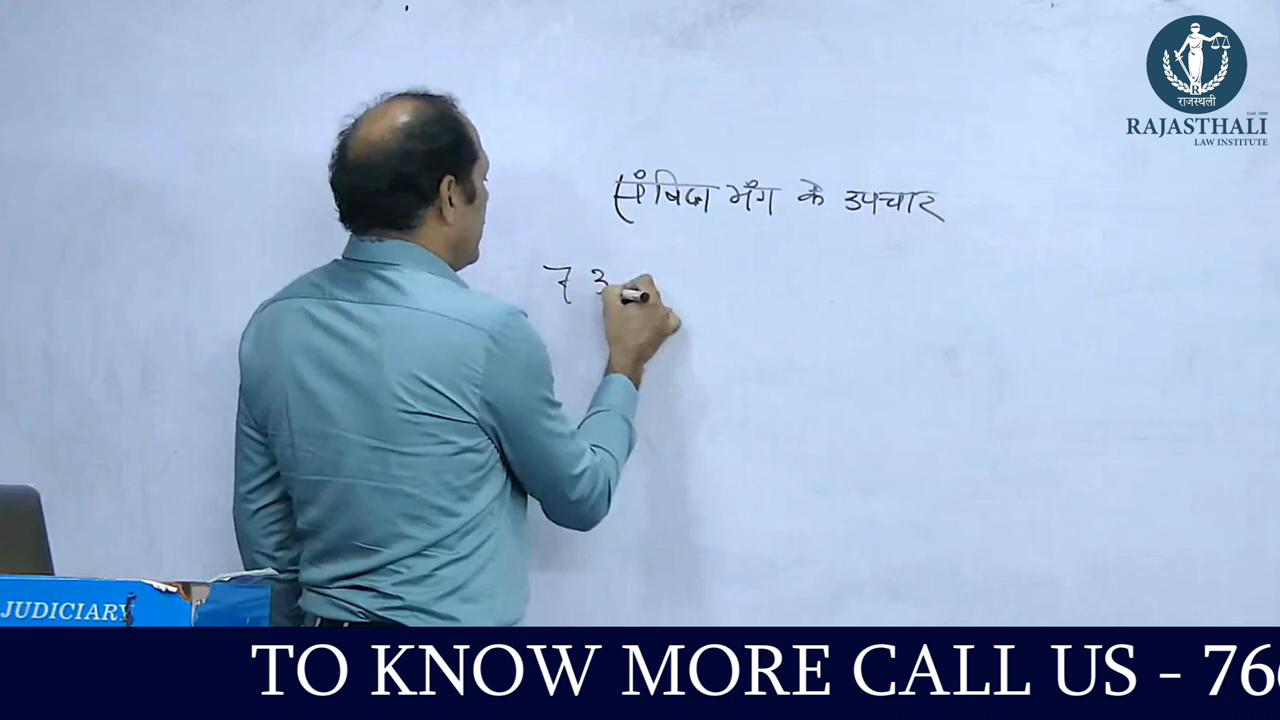 राजस्थली
RAJASTHALI
LAW INSTITUTE
संविदा भंग के उपचार
73
JUDICIARY
TO KNOW MORE CALL US - 76